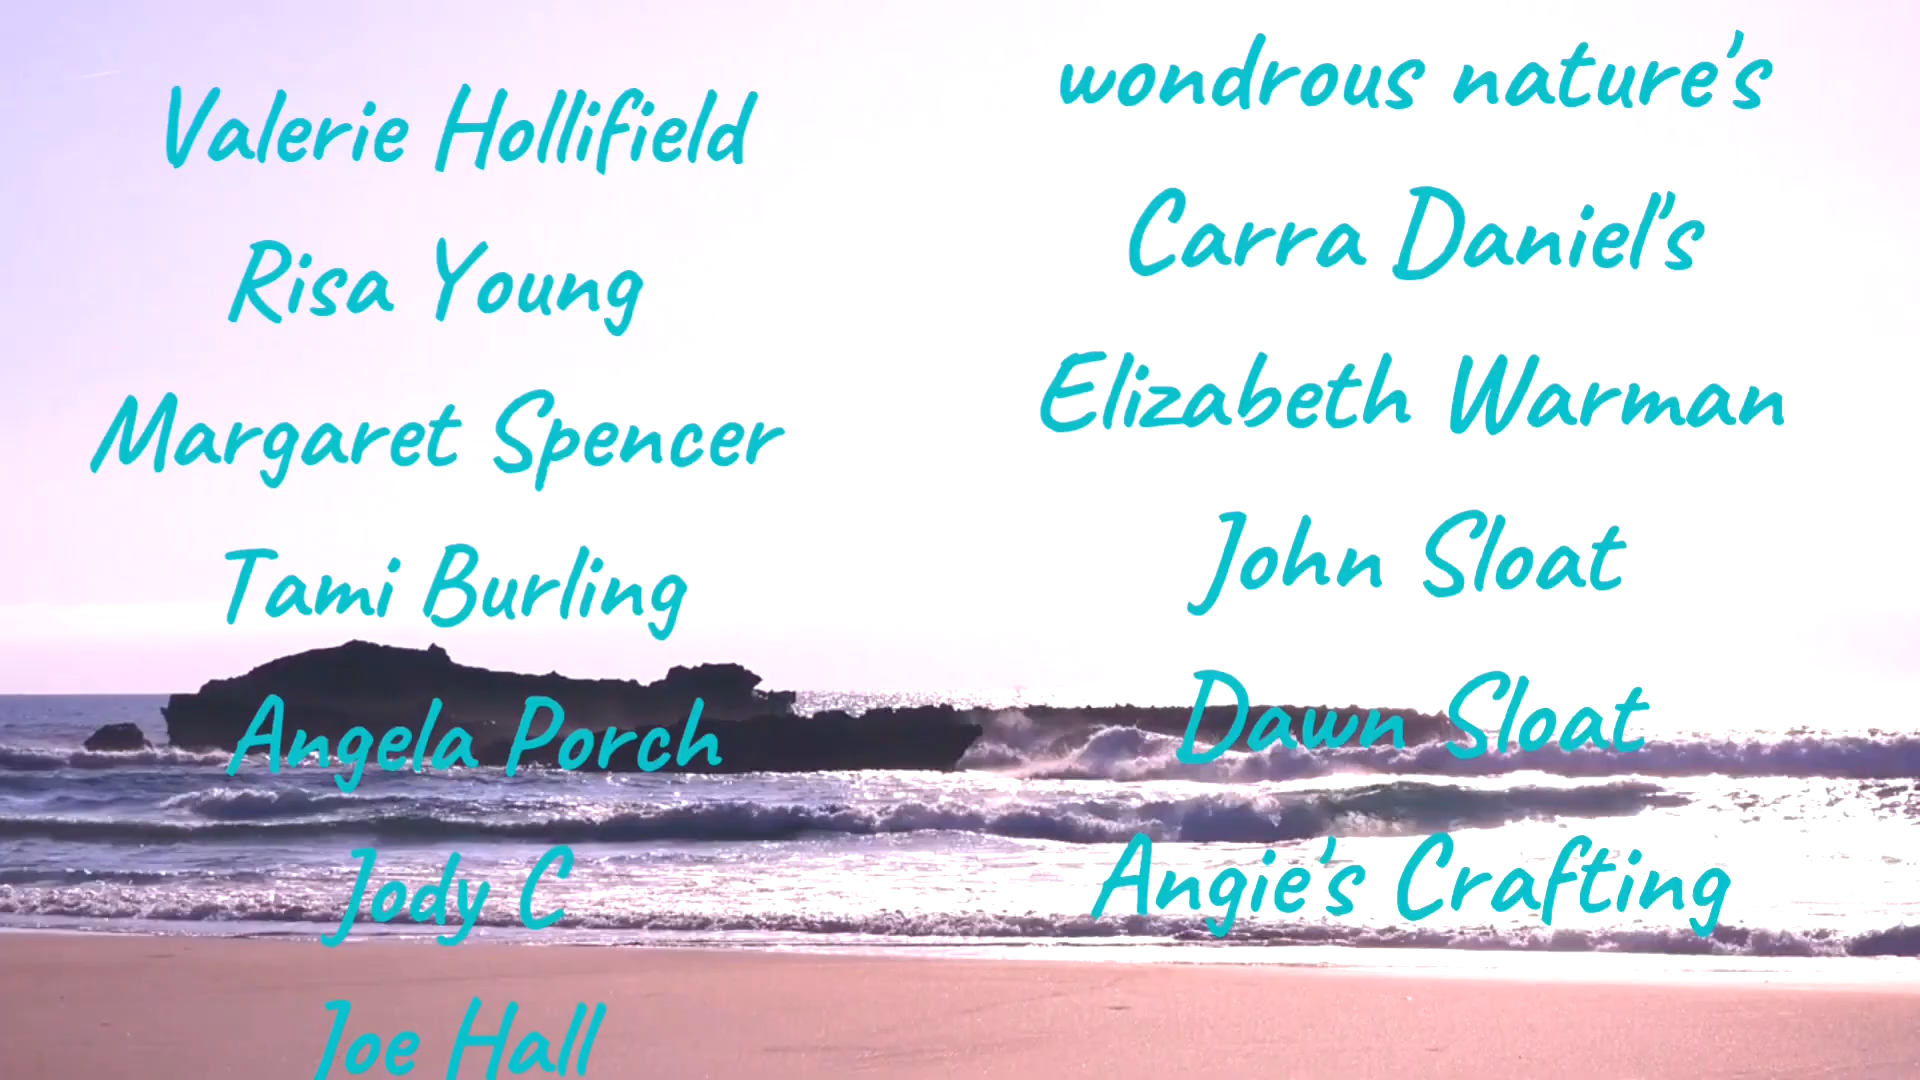 Valerie Hollifield
Risa Young
Margaret Spencer
Tami Burling
Angela Porch
Jody C
Joe Hall
wondrous nature's
Carra Daniel's
Elizabeth Warman
John Sloat
Dawn Sloat
Angie's Crafting